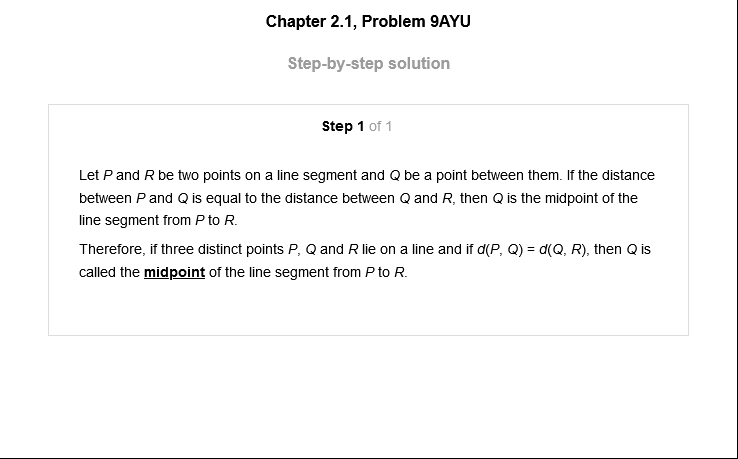 Chapter 2.1, Problem 9AYU
Step-by-step solution
Step 1 of 1
Let P and R be two points on a line segment and Q be a point between them. If the distance
between P and Q is equal to the distance between Q and R, then Q is the midpoint of the
line segment from P to R.
Therefore, if three distinct points P, Q and R lie on a line and if d(P, Q) = d(Q, R), then Q is
called the midpoint of the line segment from P to R.